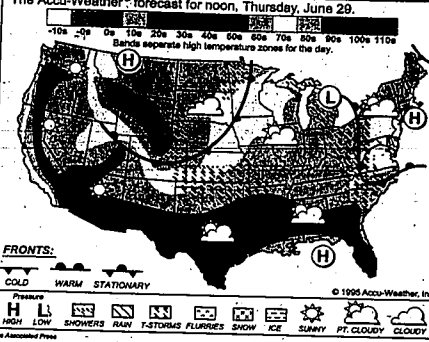 The Accu-Weather® forecast for noon, Thursday, June 29.
-10s -0s 0s 10s 20s 30s 40s 50s 60s 70s 80s 90s 100s 110s
Bands separate high temperature zones for the day.
H
L
H
H
FRONTS:
COLD WARM STATIONARY
© 1995 Accu-Weather, In
Pressure
H L
HIGH LOW SHOWERS RAIN T-STORMS FLURRIES SNOW ICE SUNNY PT. CLOUDY CLOUDY
Associated Press